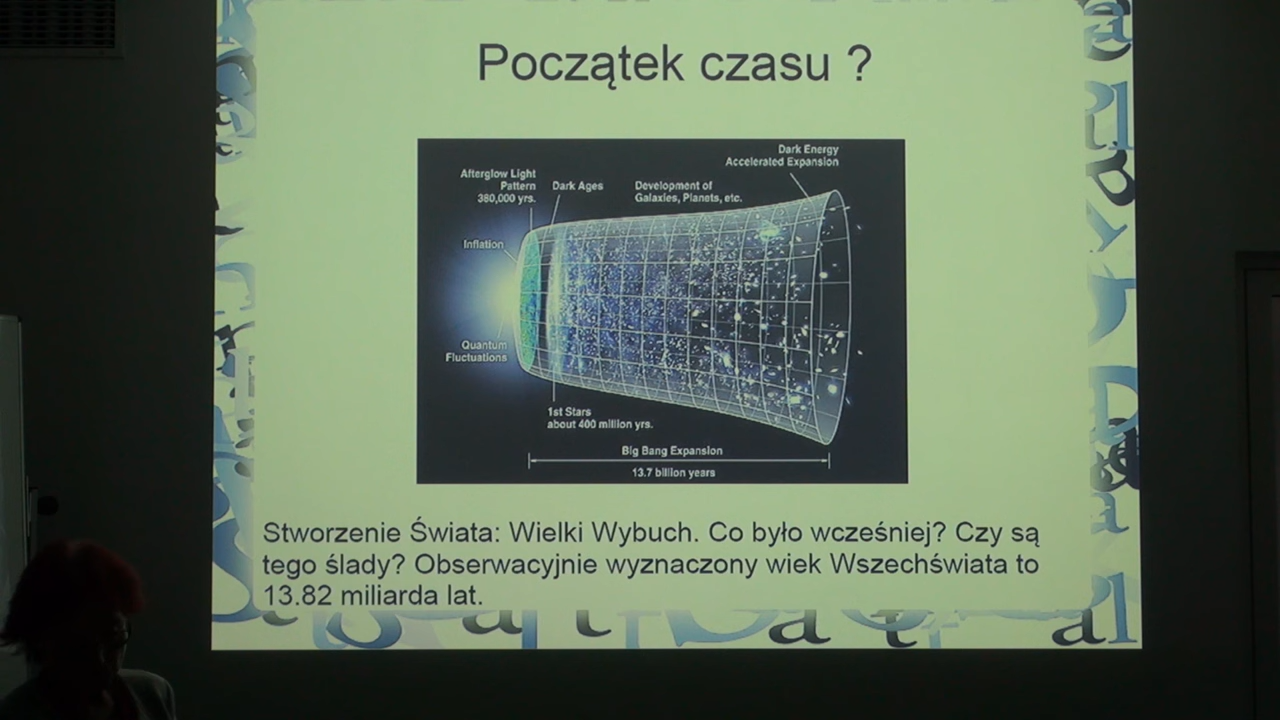 Początek czasu ?
Dark Energy
Accelerated Expansion
Afterglow Light
Pattern
380,000 yrs.
Dark Ages
Development of
Galaxies, Planets, etc.
Inflation
Quantum
Fluctuations
1st Stars
about 400 million yrs.
Big Bang Expansion
13.7 billion years
Stworzenie Świata: Wielki Wybuch. Co było wcześniej? Czy są
tego ślady? Obserwacyjnie wyznaczony wiek Wszechświata to
13.82 miliarda lat.